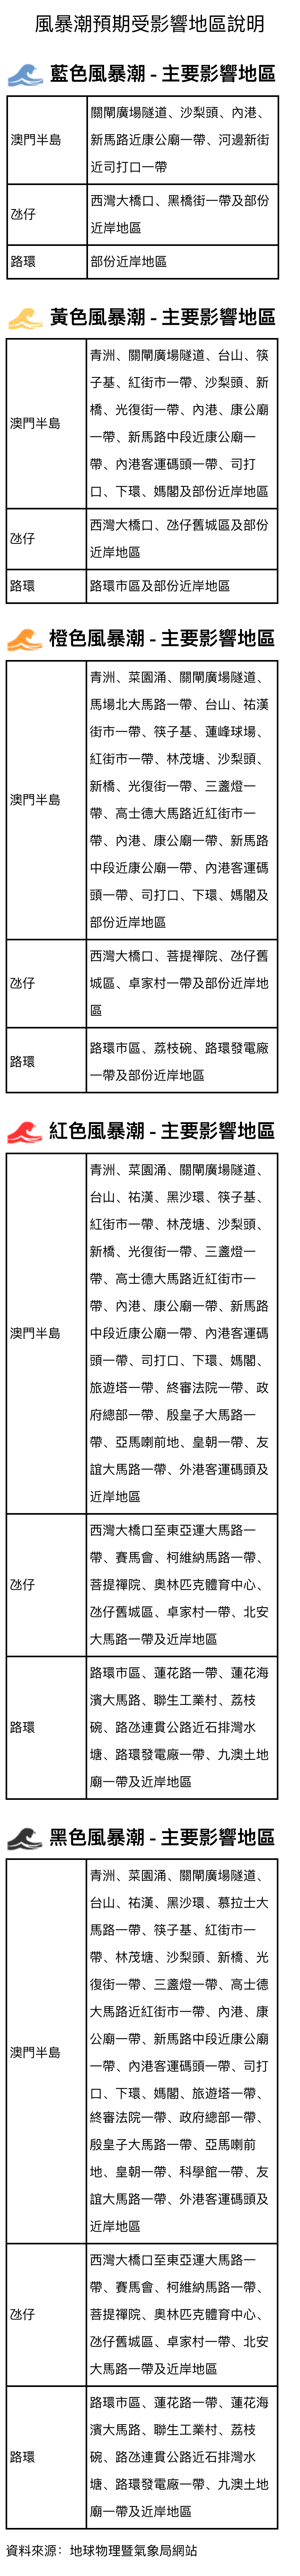 風暴潮預期受影響地區說明
藍色風暴潮 - 主要影響地區
澳門半島
關閘廣場隧道、沙梨頭、內港、
新馬路近康公廟一帶、河邊新街
近司打口一帶
氹仔
西灣大橋口、黑橋街一帶及部份
近岸地區
路環
部份近岸地區
黃色風暴潮 - 主要影響地區
澳門半島
青洲、關閘廣場隧道、台山、筷
子基、紅街市一帶、沙梨頭、新
橋、光復街一帶、內港、康公廟
一帶、新馬路中段近康公廟一
帶、內港客運碼頭一帶、司打
口、下環、媽閣及部份近岸地區
氹仔
西灣大橋口、氹仔舊城區及部份
近岸地區
路環
路環市區及部份近岸地區
橙色風暴潮 - 主要影響地區
澳門半島
青洲、菜園涌、關閘廣場隧道、
馬場北大馬路一帶、台山、祐漢
街市一帶、筷子基、蓮峰球場、
紅街市一帶、林茂塘、沙梨頭、
新橋、光復街一帶、三盞燈一
帶、高士德大馬路近紅街市一
帶、內港、康公廟一帶、新馬路
中段近康公廟一帶、內港客運碼
頭一帶、司打口、下環、媽閣及
部份近岸地區
氹仔
西灣大橋口、菩提禪院、氹仔舊
城區、卓家村一帶及部份近岸地
區
路環
路環市區、荔枝碗、路環發電廠
一帶及部份近岸地區
紅色風暴潮 - 主要影響地區
澳門半島
青洲、菜園涌、關閘廣場隧道、
台山、祐漢、黑沙環、筷子基、
紅街市一帶、林茂塘、沙梨頭、
新橋、光復街一帶、三盞燈一
帶、高士德大馬路近紅街市一
帶、內港、康公廟一帶、新馬路
中段近康公廟一帶、內港客運碼
頭一帶、司打口、下環、媽閣、
旅遊塔一帶、終審法院一帶、政
府總部一帶、殷皇子大馬路一
帶、亞馬喇前地、皇朝一帶、友
誼大馬路一帶、外港客運碼頭及
近岸地區
氹仔
西灣大橋口至東亞運大馬路一
帶、賽馬會、柯維納馬路一帶、
菩提禪院、奧林匹克體育中心、
氹仔舊城區、卓家村一帶、北安
大馬路一帶及近岸地區
路環
路環市區、蓮花路一帶、蓮花海
濱大馬路、聯生工業村、荔枝
碗、路氹連貫公路近石排灣水
塘、路環發電廠一帶、九澳土地
廟一帶及近岸地區
黑色風暴潮 - 主要影響地區
澳門半島
青洲、菜園涌、關閘廣場隧道、
台山、祐漢、黑沙環、慕拉士大
馬路一帶、筷子基、紅街市一
帶、林茂塘、沙梨頭、新橋、光
復街一帶、三盞燈一帶、高士德
大馬路近紅街市一帶、內港、康
公廟一帶、新馬路中段近康公廟
一帶、內港客運碼頭一帶、司打
口、下環、媽閣、旅遊塔一帶、
終審法院一帶、政府總部一帶、
殷皇子大馬路一帶、亞馬喇前
地、皇朝一帶、科學館一帶、友
誼大馬路一帶、外港客運碼頭及
近岸地區
氹仔
西灣大橋口至東亞運大馬路一
帶、賽馬會、柯維納馬路一帶、
菩提禪院、奧林匹克體育中心、
氹仔舊城區、卓家村一帶、北安
大馬路一帶及近岸地區
路環
路環市區、蓮花路一帶、蓮花海
濱大馬路、聯生工業村、荔枝
碗、路氹連貫公路近石排灣水
塘、路環發電廠一帶、九澳土地
廟一帶及近岸地區
資料來源：地球物理暨氣象局網站